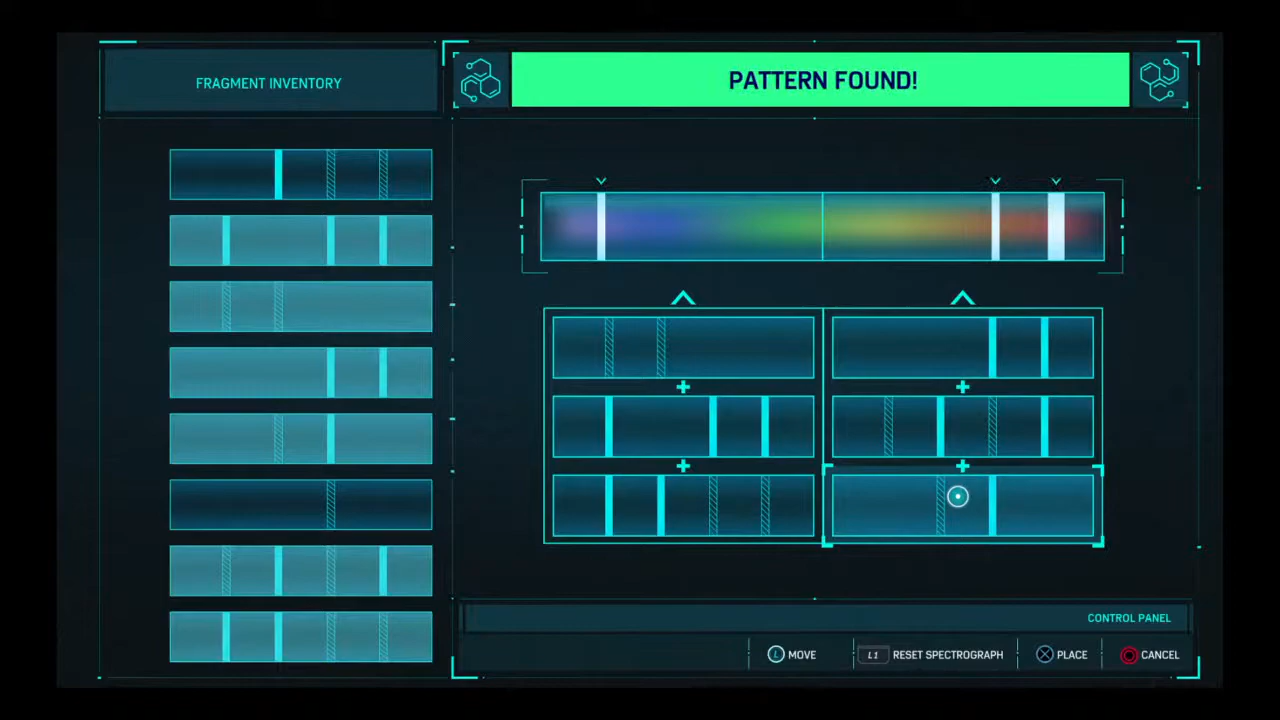 FRAGMENT INVENTORY
PATTERN FOUND!
CONTROL PANEL
L MOVE
L1 RESET SPECTROGRAPH
PLACE
CANCEL